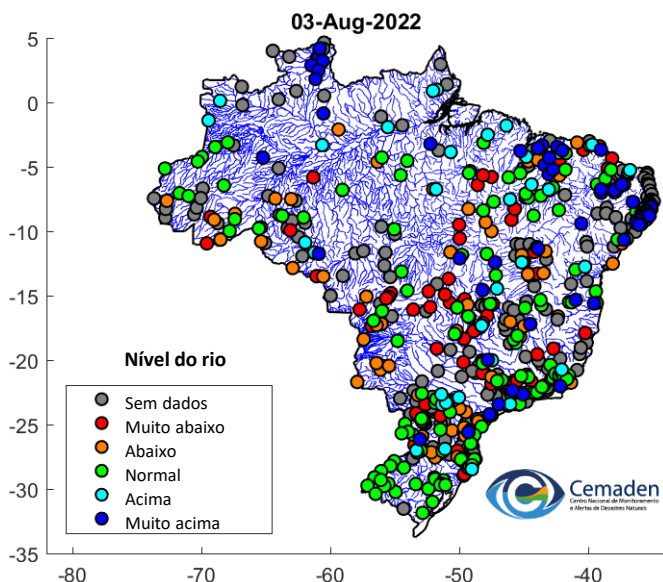 03-Aug-2022
5
0
-5
-10
-15
-20
-25
-30
-35
Nível do rio
Sem dados
Muito abaixo
Abaixo
Normal
Acima
Muito acima
Cemaden
Centro Nacional de Monitoramento
e Alertas de Desastres Naturais
-80 -70 -60 -50 -40